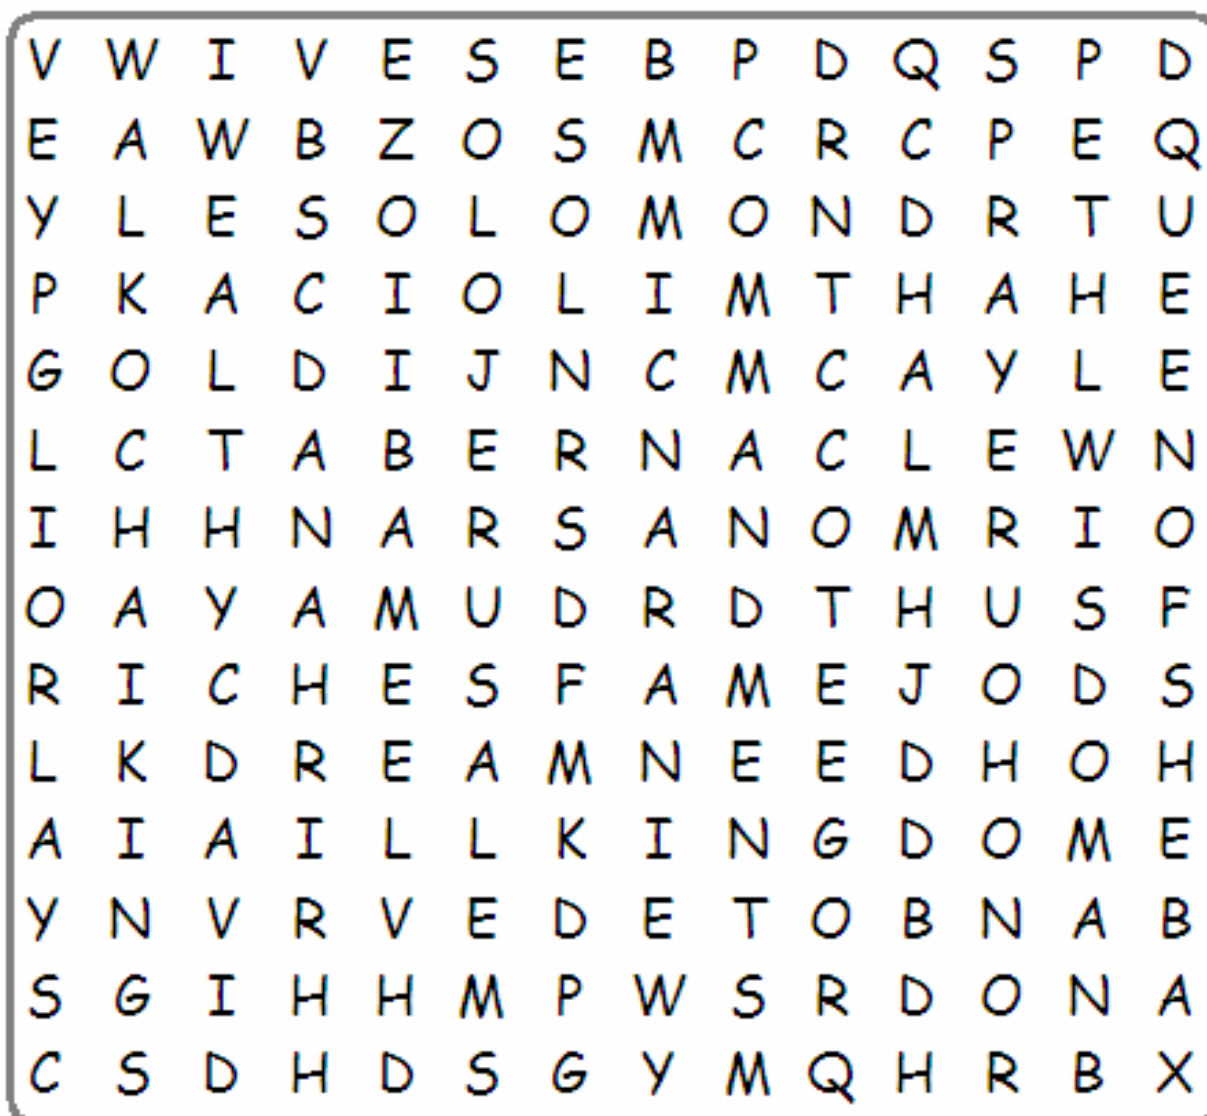 V W I V E S E B P D Q S P D
E A W B Z O S M C R C P E Q
Y L E S O L O M O N D R T U
P K A C I O L I M T H A H E
G O L D I J N C M C A Y L E
L C T A B E R N A C L E W N
I H H N A R S A N O M R I O
O A Y A M U D R D T H U S F
R I C H E S F A M E J O D S
L K D R E A M N E E D H O H
A I A I L L K I N G D O M E
Y N V R V E D E T O B N A B
S G I H H M P W S R D O N A
C S D H D S G Y M Q H R B X